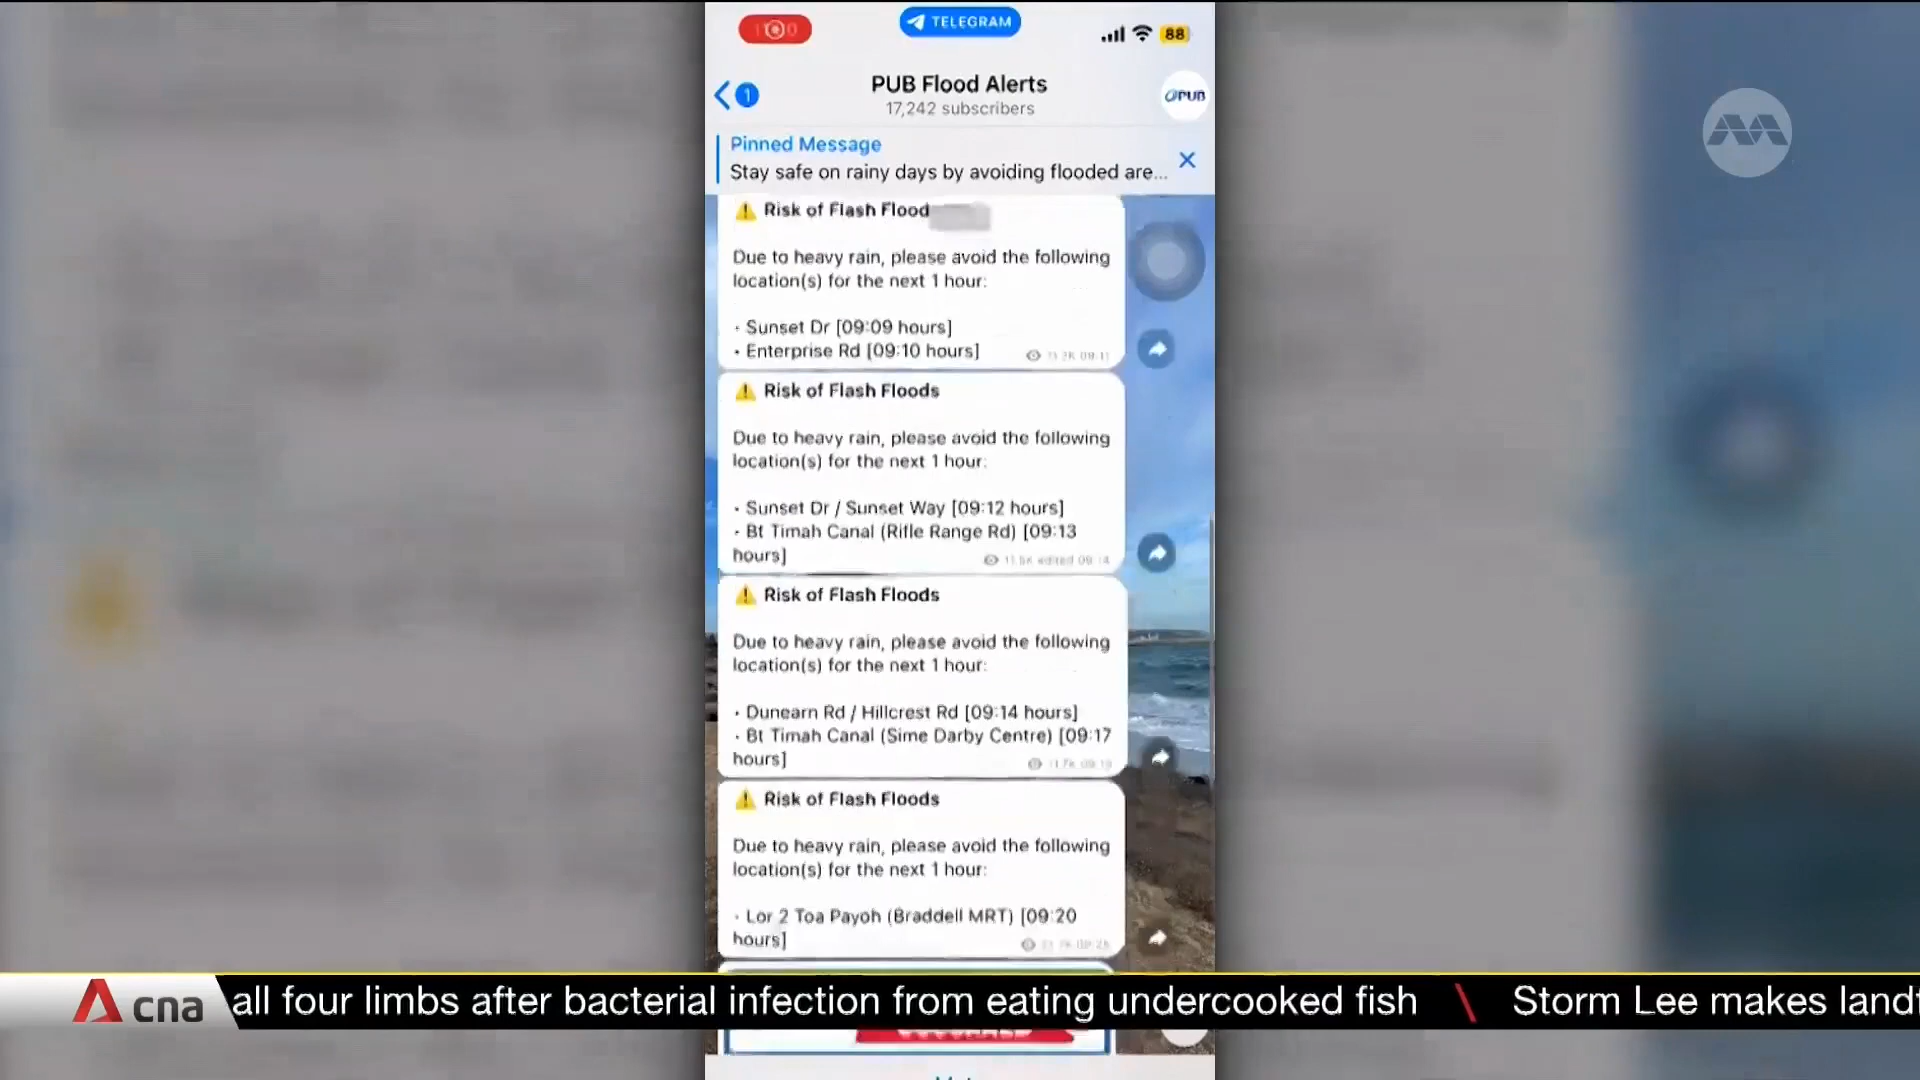 TELEGRAM
88
1
PUB Flood Alerts
17,242 subscribers
PUB
Pinned Message
Stay safe on rainy days by avoiding flooded are...
Risk of Flash Flood
Due to heavy rain, please avoid the following
location(s) for the next 1 hour:
• Sunset Dr [09:09 hours]
• Enterprise Rd [09:10 hours]
09:11
Risk of Flash Floods
Due to heavy rain, please avoid the following
location(s) for the next 1 hour:
• Sunset Dr / Sunset Way [09:12 hours]
• Bt Timah Canal (Rifle Range Rd) [09:13
hours]
edited 09:14
Risk of Flash Floods
Due to heavy rain, please avoid the following
location(s) for the next 1 hour:
• Dunearn Rd / Hillcrest Rd [09:14 hours]
• Bt Timah Canal (Sime Darby Centre) [09:17
hours]
Risk of Flash Floods
Due to heavy rain, please avoid the following
location(s) for the next 1 hour:
• Lor 2 Toa Payoh (Braddell MRT) [09:20
hours]
cna all four limbs after bacterial infection from eating undercooked fish \ Storm Lee makes landf